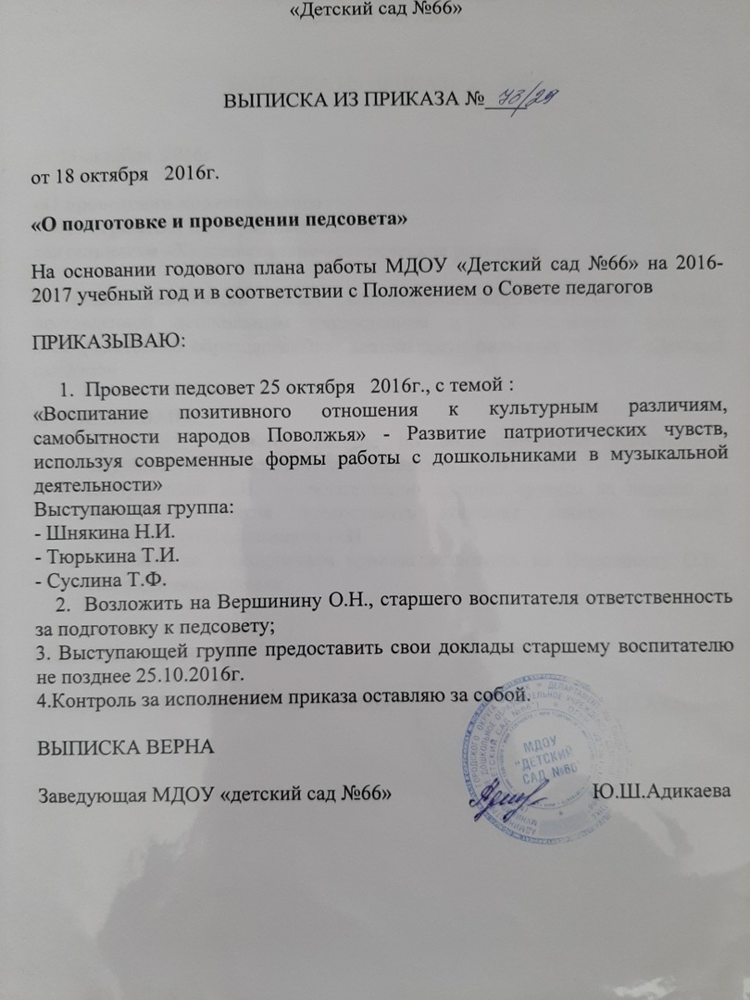 «Детский сад №66»
ВЫПИСКА ИЗ ПРИКАЗА № 73/29
от 18 октября 2016г.
«О подготовке и проведении педсовета»
На основании годового плана работы МДОУ «Детский сад №66» на 2016-
2017 учебный год и в соответствии с Положением о Совете педагогов
ПРИКАЗЫВАЮ:
1. Провести педсовет 25 октября 2016г., с темой :
«Воспитание позитивного отношения к культурным различиям,
самобытности народов Поволжья» - Развитие патриотических чувств,
используя современные формы работы с дошкольниками в музыкальной
деятельности»
Выступающая группа:
- Шнякина Н.И.
- Тюрькина Т.И.
- Суслина Т.Ф.
2. Возложить на Вершинину О.Н., старшего воспитателя ответственность
за подготовку к педсовету;
3. Выступающей группе предоставить свои доклады старшему воспитателю
не позднее 25.10.2016г.
4.Контроль за исполнением приказа оставляю за собой.
ВЫПИСКА ВЕРНА
МДОУ
"ДЕТСКИЙ
САД №66
Заведующая МДОУ «детский сад №66» Ю.Ш.Адикаева